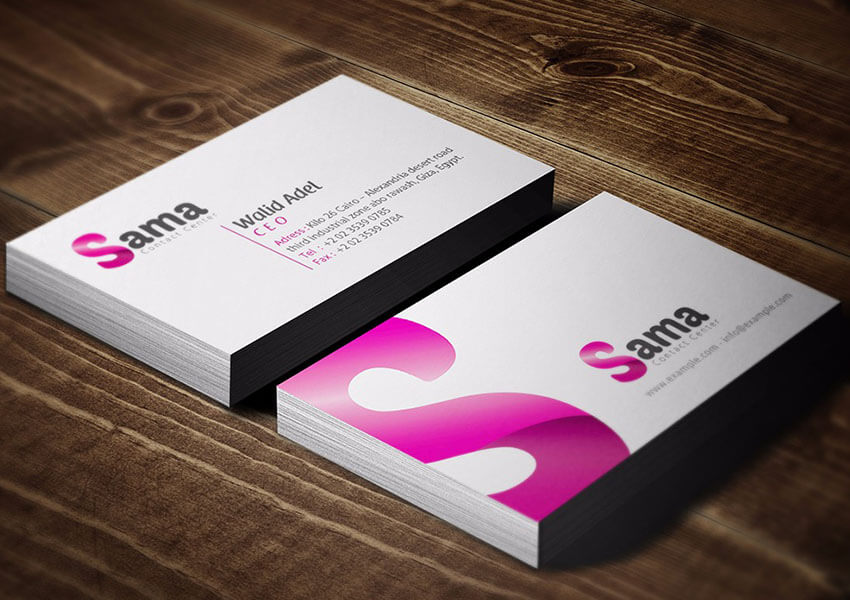 Sama
Contact Center
Walid Adel
CEO
Adress : Kilo 26 Cairo – Alexandria desert road
third industrial zone abo rawash, Giza, Egypt.
Tel : +2 02 3539 0785
Fax : +2 02 3539 0784
S
Sama
Contact Center
www.example.com - info@example.com